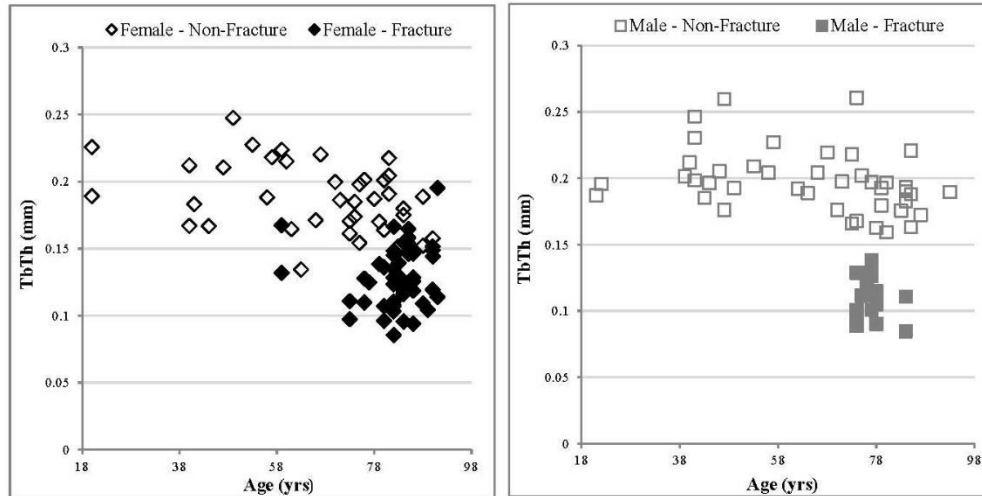 Female - Non-Fracture Female - Fracture
0.3
0.25
0.2
0.15
0.1
0.05
0
TbTh (mm)
18 38 58 78 98
Age (yrs)
Male - Non-Fracture Male - Fracture
0.3
0.25
0.2
0.15
0.1
0.05
0
TbTh (mm)
18 38 58 78 98
Age (yrs)